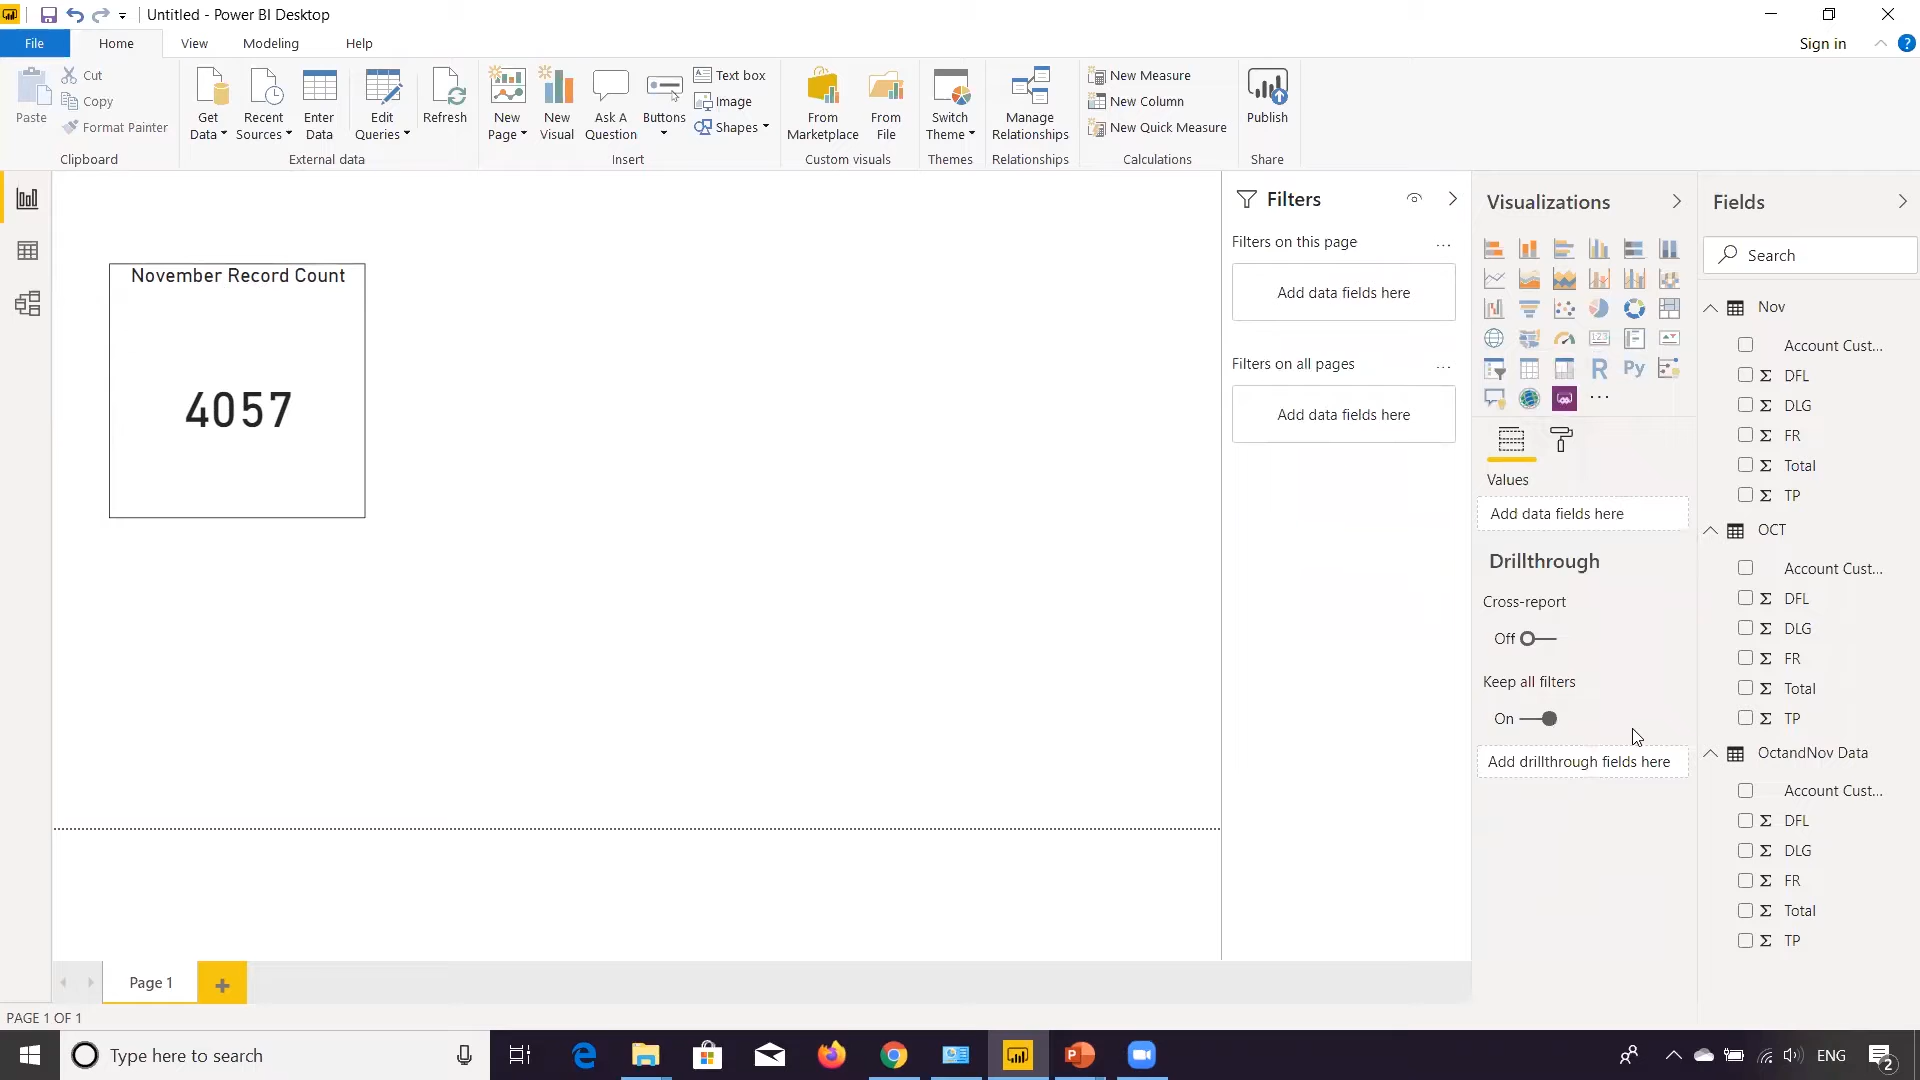 Untitled - Power BI Desktop
File
Home
View
Modeling
Help
Sign in
?
Paste
Cut
Copy
Format Painter
Clipboard
Get Data
Recent Sources
Enter Data
Edit Queries
Refresh
External data
New Page
New Visual
Ask A Question
Buttons
Text box
Image
Shapes
Insert
From Marketplace
From File
Custom visuals
Switch Theme
Themes
Manage Relationships
Relationships
New Measure
New Column
New Quick Measure
Calculations
Publish
Share
November Record Count
4057
Filters
Filters on this page
...
Add data fields here
Filters on all pages
...
Add data fields here
Visualizations
123
R
Py
...
Values
Add data fields here
Drillthrough
Cross-report
Off
Keep all filters
On
Add drillthrough fields here
Fields
Search
Nov
Account Cust...
Σ DFL
Σ DLG
Σ FR
Σ Total
Σ TP
OCT
Account Cust...
Σ DFL
Σ DLG
Σ FR
Σ Total
Σ TP
OctandNov Data
Account Cust...
Σ DFL
Σ DLG
Σ FR
Σ Total
Σ TP
Page 1
+
PAGE 1 OF 1
Type here to search
ENG
2